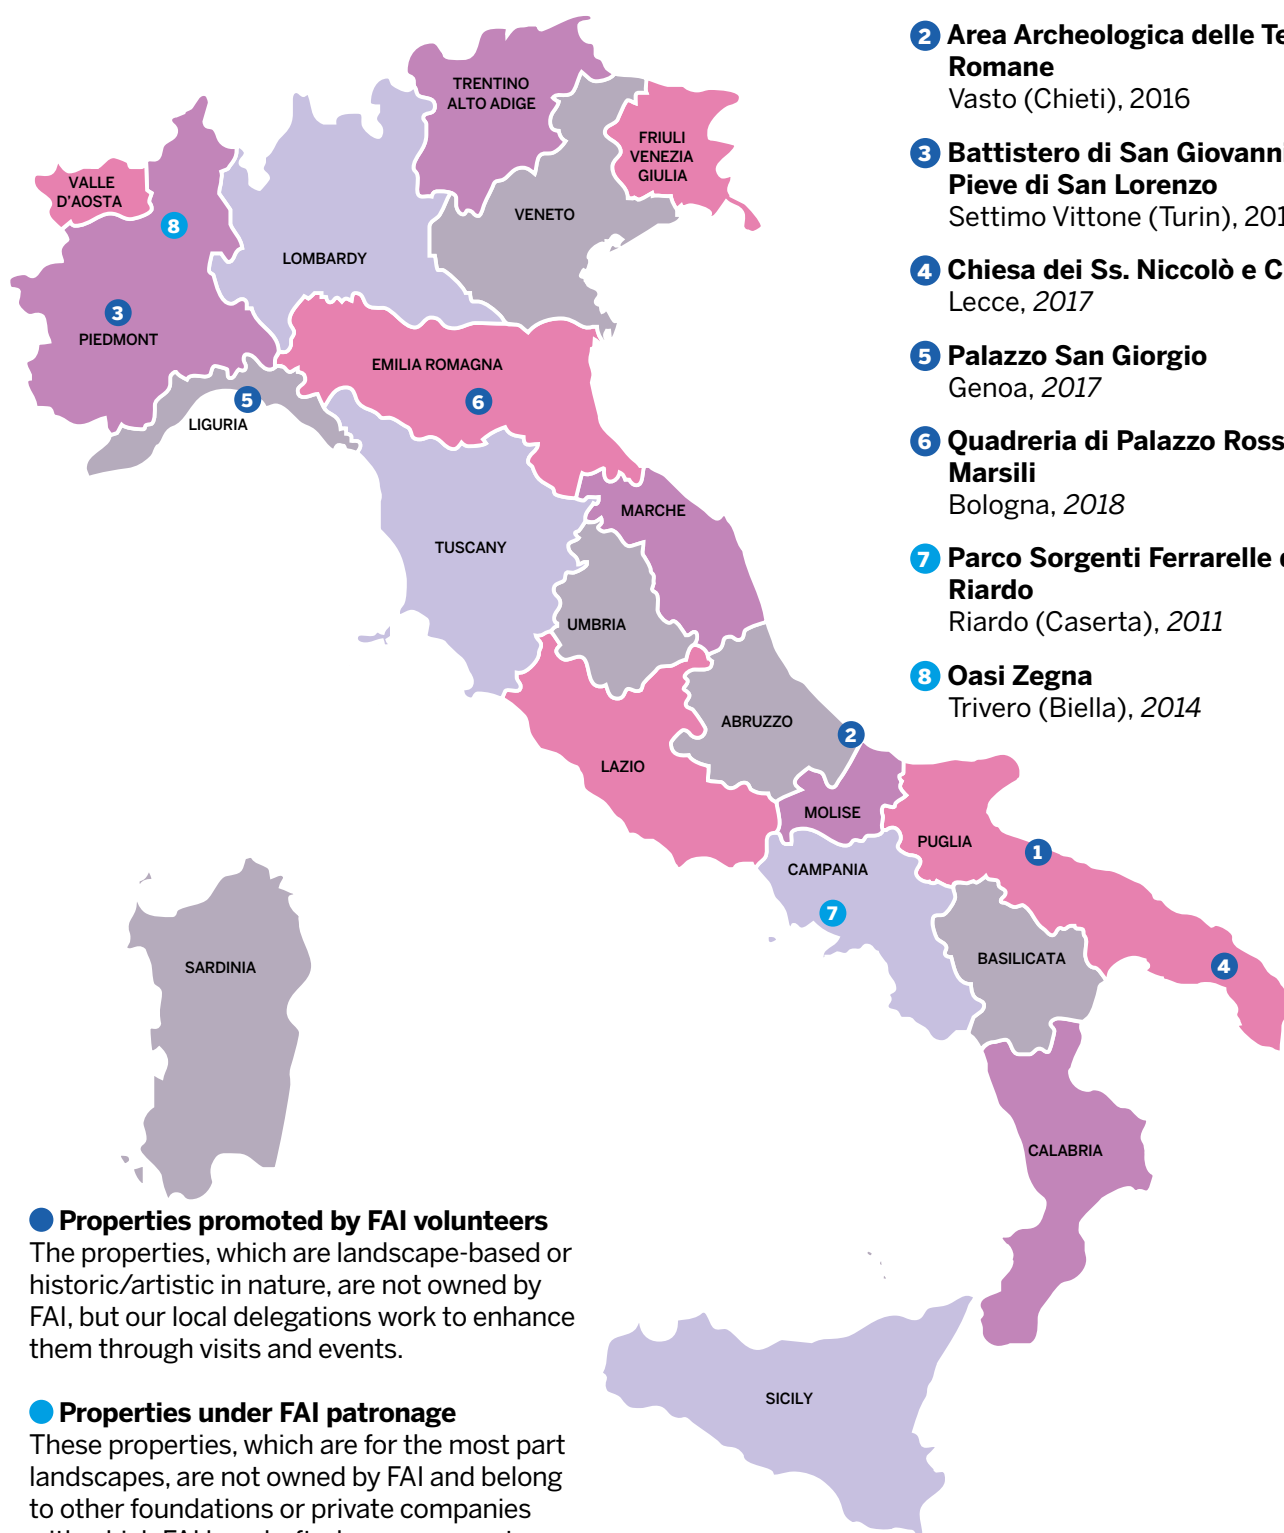 2 Area Archeologica delle
Romane
Vasto (Chieti), 2016
3 Battistero di San Giovanni
Pieve di San Lorenzo
Settimo Vittone (Turin),
4 Chiesa dei Ss. Niccolò e
Lecce, 2017
5 Palazzo San Giorgio
Genoa, 2017
6 Quadreria di Palazzo
Marsili
Bologna, 2018
7 Parco Sorgenti Ferrarelle
Riardo
Riardo (Caserta), 2011
8 Oasi Zegna
Trivero (Biella), 2014
TRENTINO
ALTO ADIGE
FRIULI
VENEZIA
GIULIA
VALLE
D'AOSTA
8
VENETO
LOMBARDY
3
PIEDMONT
EMILIA ROMAGNA
5
6
LIGURIA
MARCHE
TUSCANY
UMBRIA
ABRUZZO
2
LAZIO
MOLISE
PUGLIA
1
CAMPANIA
7
BASILICATA
4
SARDINIA
CALABRIA
SICILY
Properties promoted by FAI volunteers
The properties, which are landscape-based or
historic/artistic in nature, are not owned by
FAI, but our local delegations work to enhance
them through visits and events.
Properties under FAI patronage
These properties, which are for the most part
landscapes, are not owned by FAI and belong
to other foundations or private companies